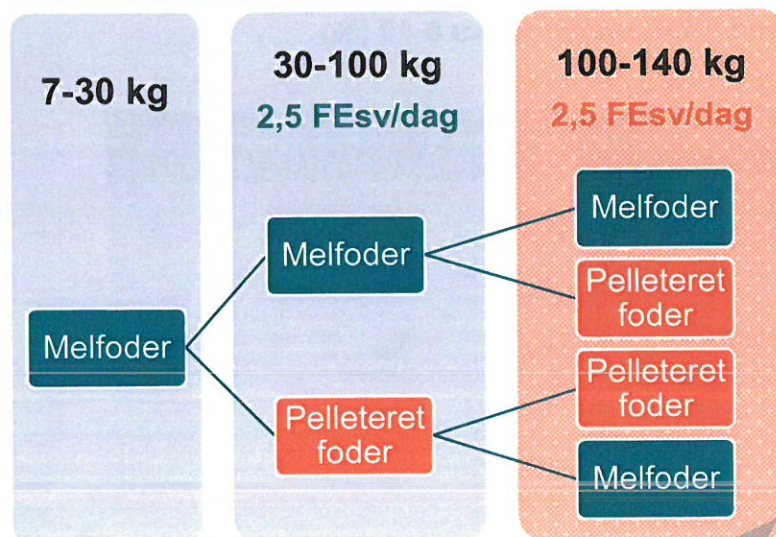 7-30 kg
Melfoder
30-100 kg
2,5 FEsv/dag
Melfoder
Pelleteret
foder
100-140 kg
2,5 FEsv/dag
Melfoder
Pelleteret
foder
Pelleteret
foder
Melfoder